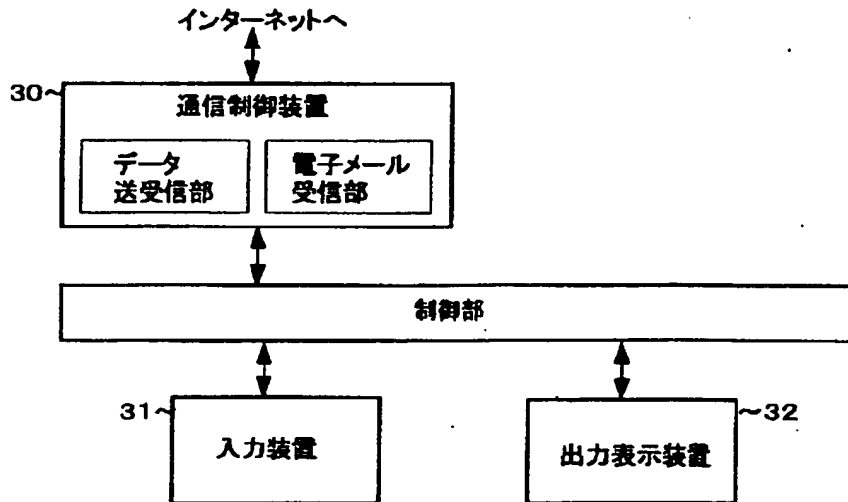 インターネットへ
30
通信制御装置
データ
送受信部
電子メール
受信部
制御部
31
入力装置
32
出力表示装置